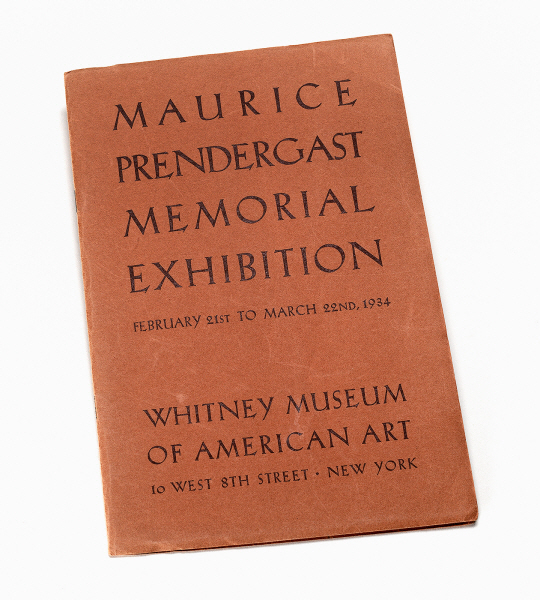 MAURICE
PRENDERGAST
MEMORIAL
EXHIBITION
FEBRUARY 21ST TO MARCH 22ND, 1934
WHITNEY MUSEUM
OF AMERICAN ART
10 WEST 8TH STREET · NEW YORK